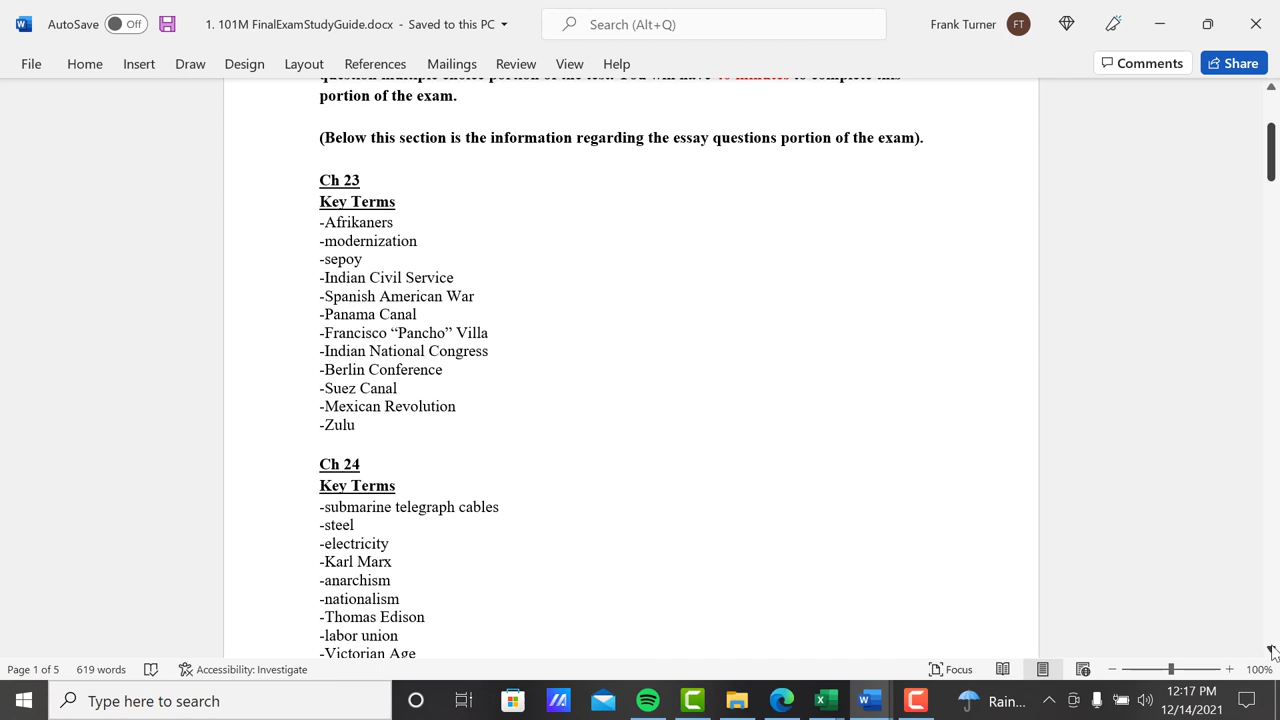 AutoSave Off 1. 101M FinalExamStudyGuide.docx - Saved to this PC Search (Alt+Q) Frank Turner FT
File Home Insert Draw Design Layout References Mailings Review View Help Comments Share
portion of the exam.
(Below this section is the information regarding the essay questions portion of the exam).
Ch 23
Key Terms
-Afrikaners
-modernization
-sepoy
-Indian Civil Service
-Spanish American War
-Panama Canal
-Francisco “Pancho” Villa
-Indian National Congress
-Berlin Conference
-Suez Canal
-Mexican Revolution
-Zulu
Ch 24
Key Terms
-submarine telegraph cables
-steel
-electricity
-Karl Marx
-anarchism
-nationalism
-Thomas Edison
-labor union
-Victorian Age
Page 1 of 5 619 words Accessibility: Investigate Focus 100%
Type here to search Rain... 12:17 PM
12/14/2021